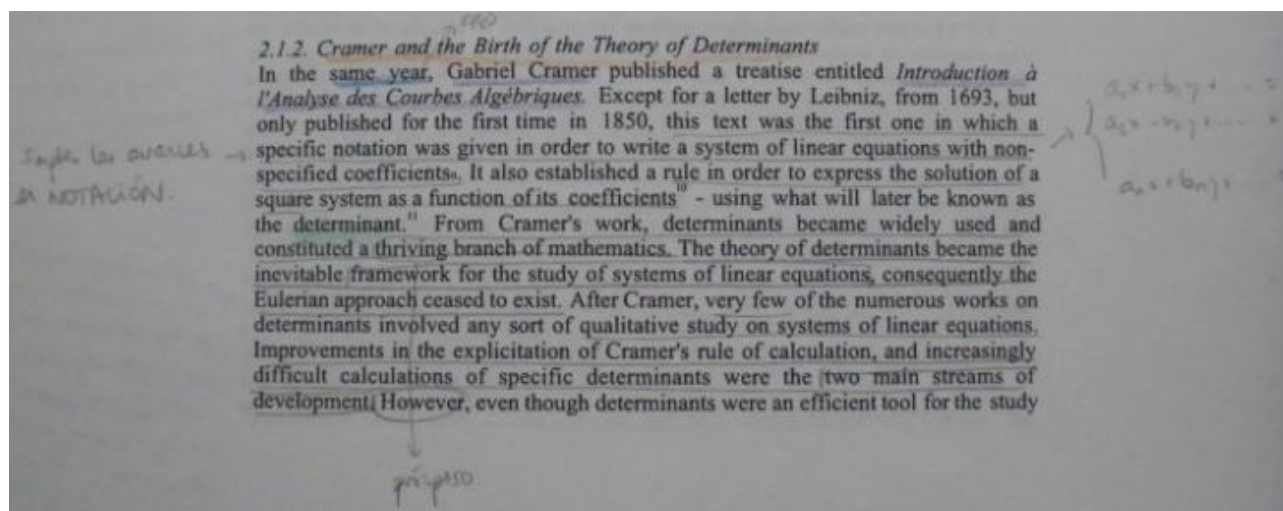 2.1.2. Cramer and the Birth of the Theory of Determinants
In the same year, Gabriel Cramer published a treatise entitled Introduction à
l'Analyse des Courbes Algébriques. Except for a letter by Leibniz, from 1693, but
only published for the first time in 1850, this text was the first one in which a
specific notation was given in order to write a system of linear equations with non-
specified coefficients. It also established a rule in order to express the solution of a
square system as a function of its coefficients - using what will later be known as
the determinant. From Cramer's work, determinants became widely used and
constituted a thriving branch of mathematics. The theory of determinants became the
inevitable framework for the study of systems of linear equations, consequently the
Eulerian approach ceased to exist. After Cramer, very few of the numerous works on
determinants involved any sort of qualitative study on systems of linear equations.
Improvements in the explicitation of Cramer's rule of calculation, and increasingly
difficult calculations of specific determinants were the two main streams of
development. However, even though determinants were an efficient tool for the study
NOTACIÓN.